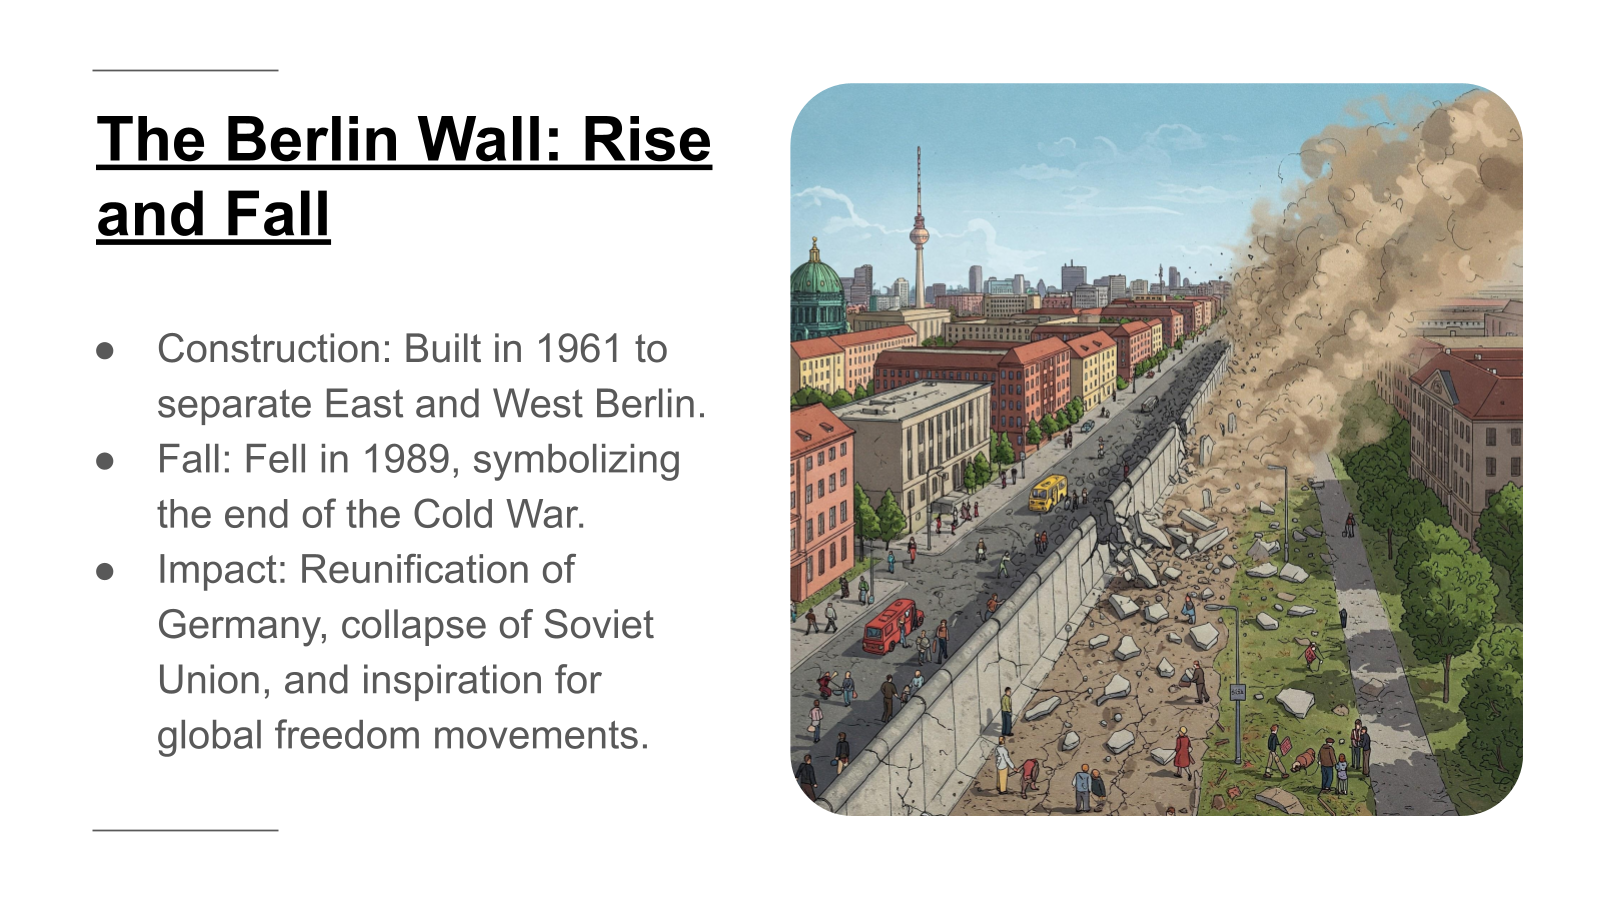 The Berlin Wall: Rise
and Fall
● Construction: Built in 1961 to
separate East and West Berlin.
● Fall: Fell in 1989, symbolizing
the end of the Cold War.
● Impact: Reunification of
Germany, collapse of Soviet
Union, and inspiration for
global freedom movements.